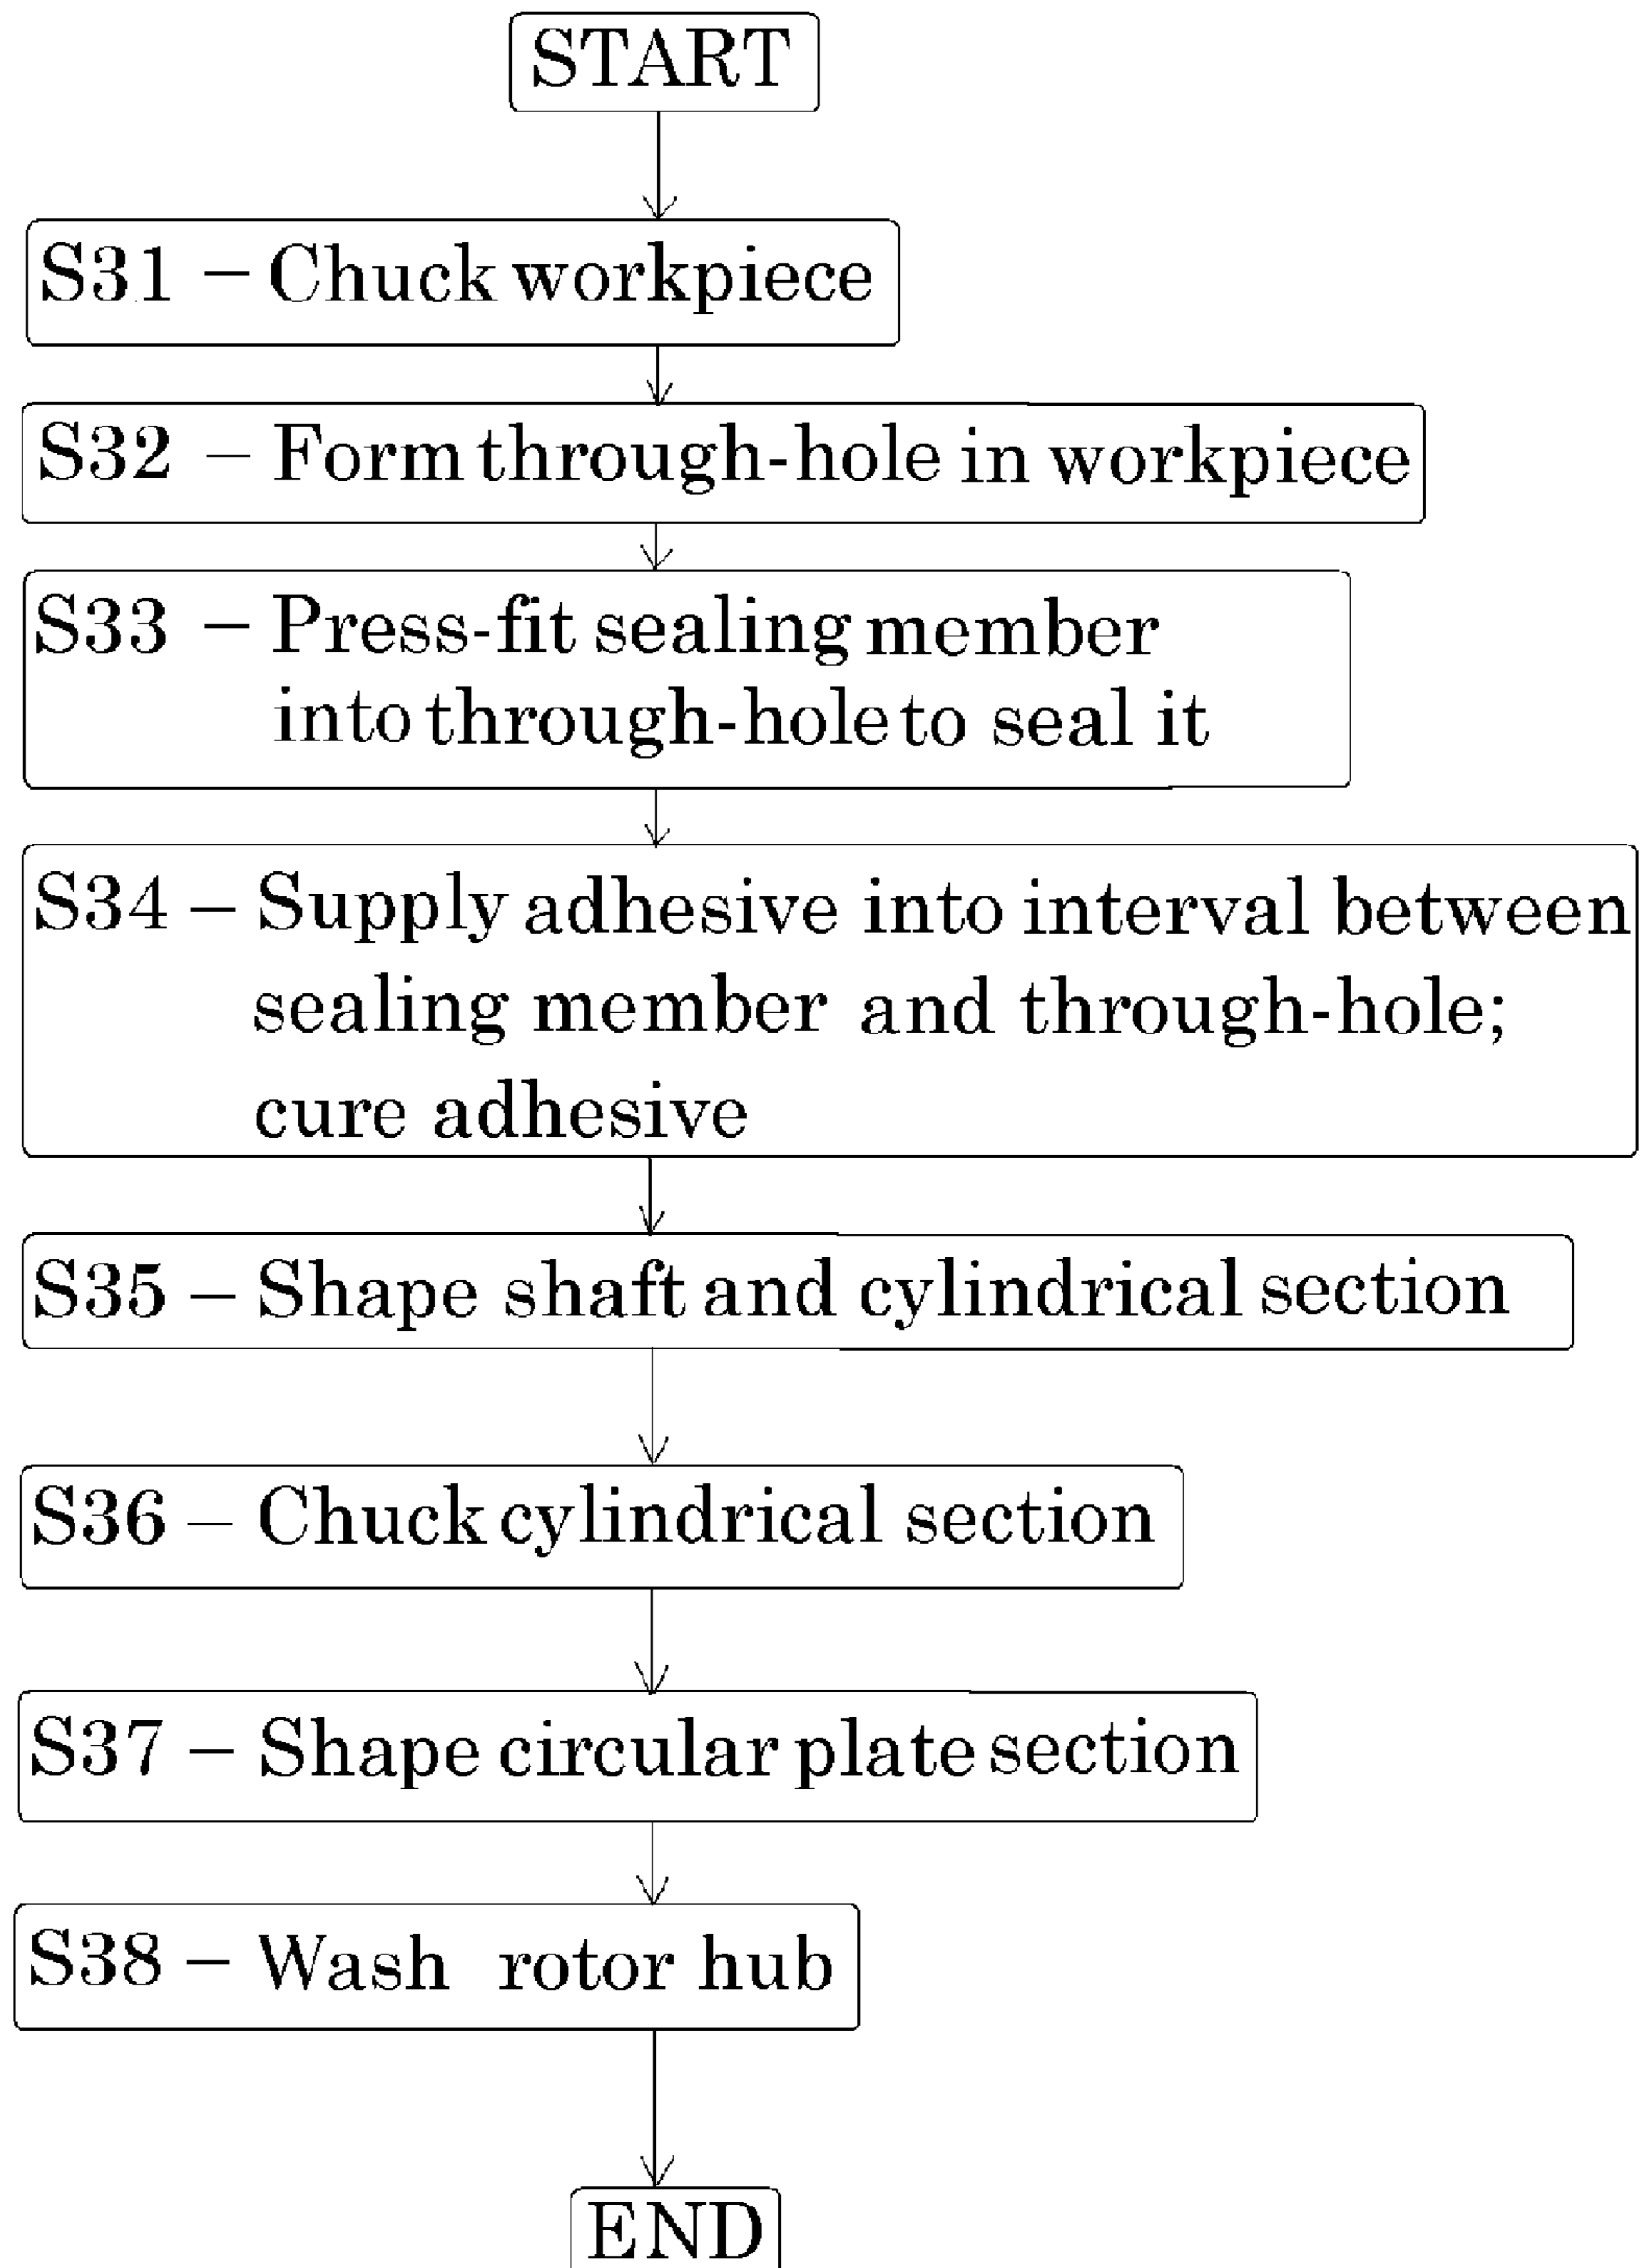 START
S31 – Chuck workpiece
S32 – Form through-hole in workpiece
S33 – Press-fit sealing member
into through-hole to seal it
S34 – Supply adhesive into interval between
sealing member and through-hole;
cure adhesive
S35 – Shape shaft and cylindrical section
S36 – Chuck cylindrical section
S37 – Shape circular plate section
S38 – Wash rotor hub
END